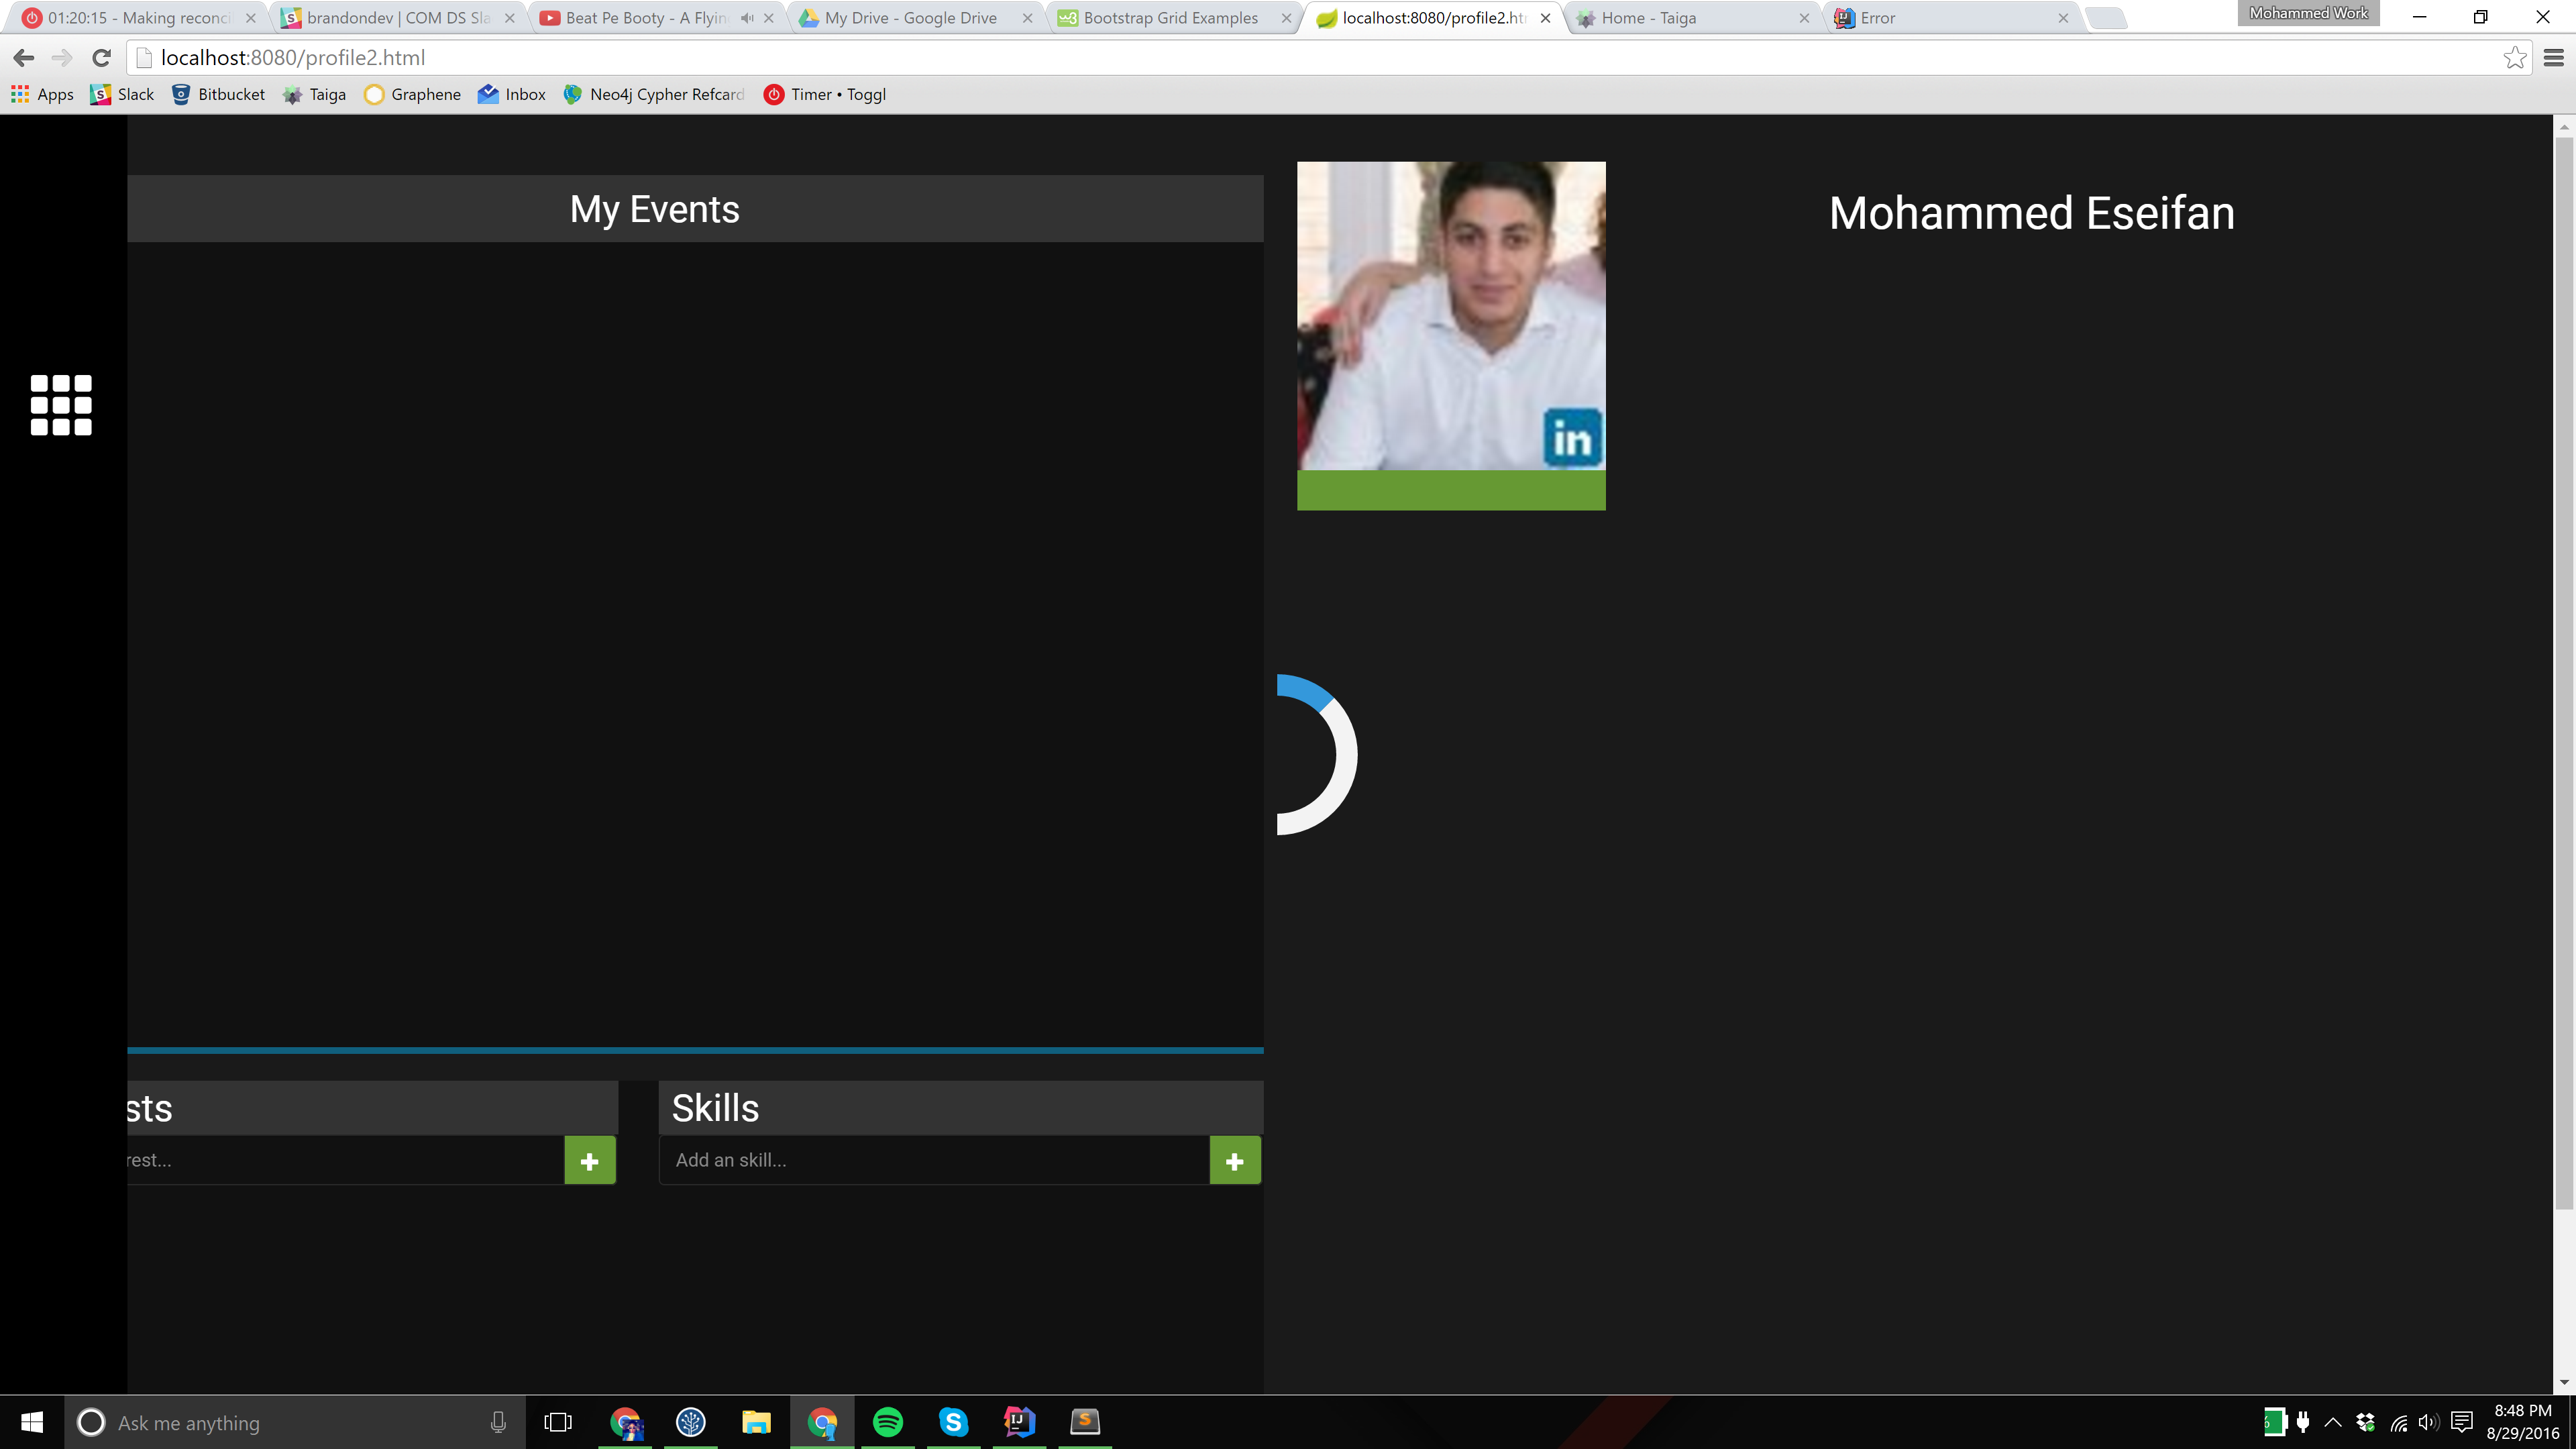 01:20:15 - Making reconci
brandondev | COM DS Sla
Beat Pe Booty - A Flyin
My Drive - Google Drive
Bootstrap Grid Examples
localhost:8080/profile2.htm
Home - Taiga
Error
Mohammed Work
localhost:8080/profile2.html
Apps
Slack
Bitbucket
Taiga
Graphene
Inbox
Neo4j Cypher Refcard
Timer • Toggl
My Events
Mohammed Eseifan
in
sts
Skills
rest...
Add an skill...
Ask me anything
8:48 PM
8/29/2016